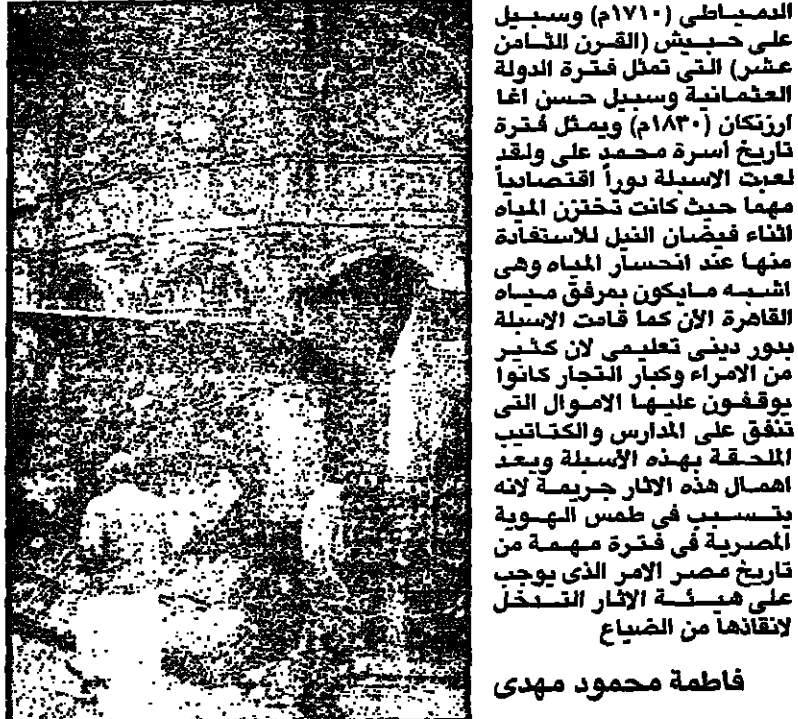 الدمياطى (١٧١٠م) وسبيل
على حبيش (القرن الثامن
عشر) التى تمثل فترة الدولة
العثمانية وسبيل حسن اغا
ارزنكان (١٨٣٠م) ويمثل فترة
تاريخ أسرة محمد على ولقد
لعبت الاسبلة دوراً اقتصادياً
مهما حيث كانت تختزن المياه
اثناء فيضان النيل للاستفادة
منها عند انحسار المياه وهى
اشبه مايكون بمرفق مياه
القاهرة الآن كما قامت الاسبلة
بدور دينى تعليمى لان كثير
من الامراء وكبار التجار كانوا
يوقفون عليها الاموال التى
تنفق على المدارس والكتاتيب
الملحقة بهذه الأسبلة ويعد
اهمال هذه الاثار جريمة لانه
يتسبب فى طمس الهوية
المصرية فى فترة مهمة من
تاريخ مصر الامر الذى يوجب
على هيئة الاثار التدخل
لانقاذها من الضياع
فاطمة محمود مهدى